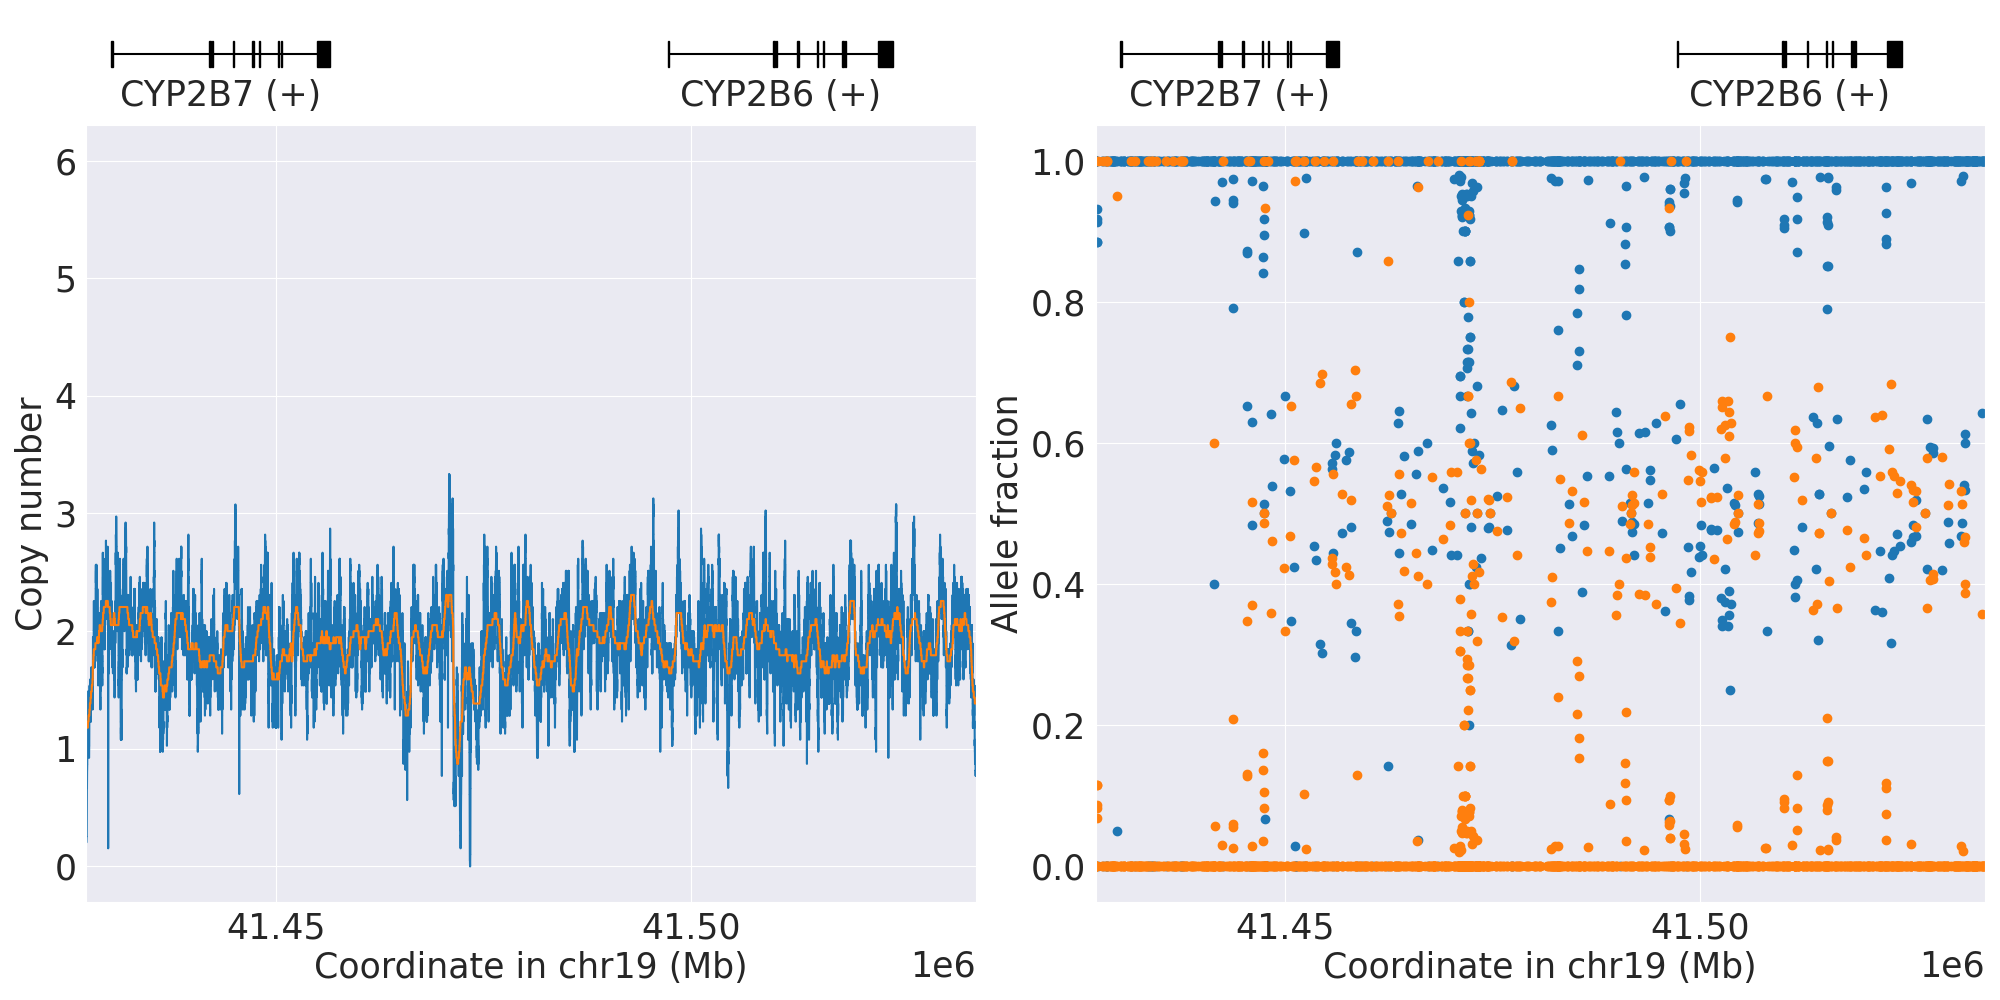 CYP2B7 (+) CYP2B6 (+)
CYP2B7 (+) CYP2B6 (+)
Copy number
6
5
4
3
2
1
0
41.45 41.50
Coordinate in chr19 (Mb) 1e6
Allele fraction
1.0
0.8
0.6
0.4
0.2
0.0
41.45 41.50
Coordinate in chr19 (Mb) 1e6